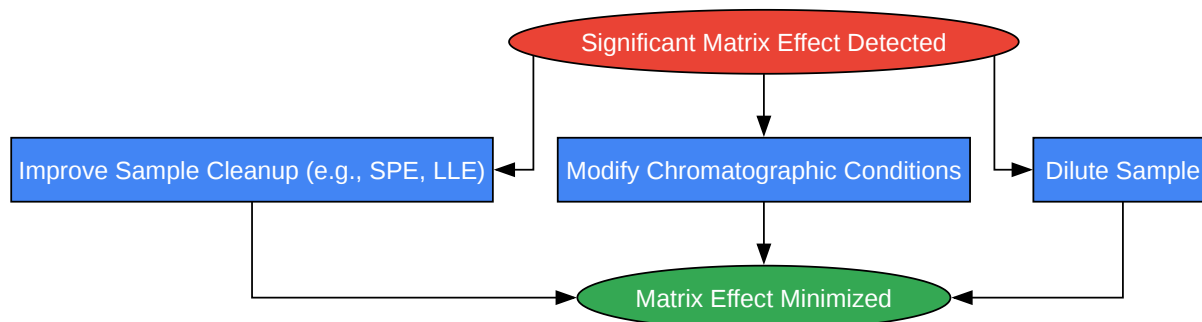 Significant Matrix Effect Detected
Improve Sample Cleanup (e.g., SPE, LLE)
Modify Chromatographic Conditions
Dilute Sample
Matrix Effect Minimized